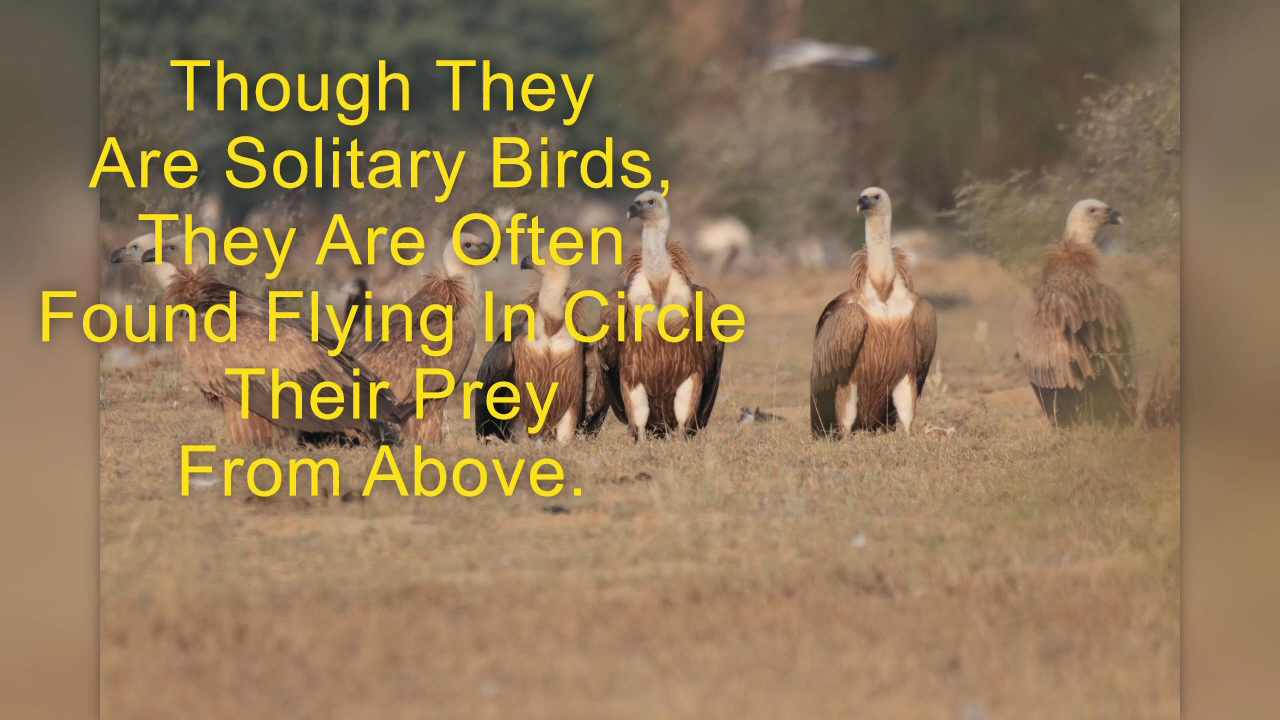 Though They
Are Solitary Birds,
They Are Often
Found Flying In Circle
Their Prey
From Above.